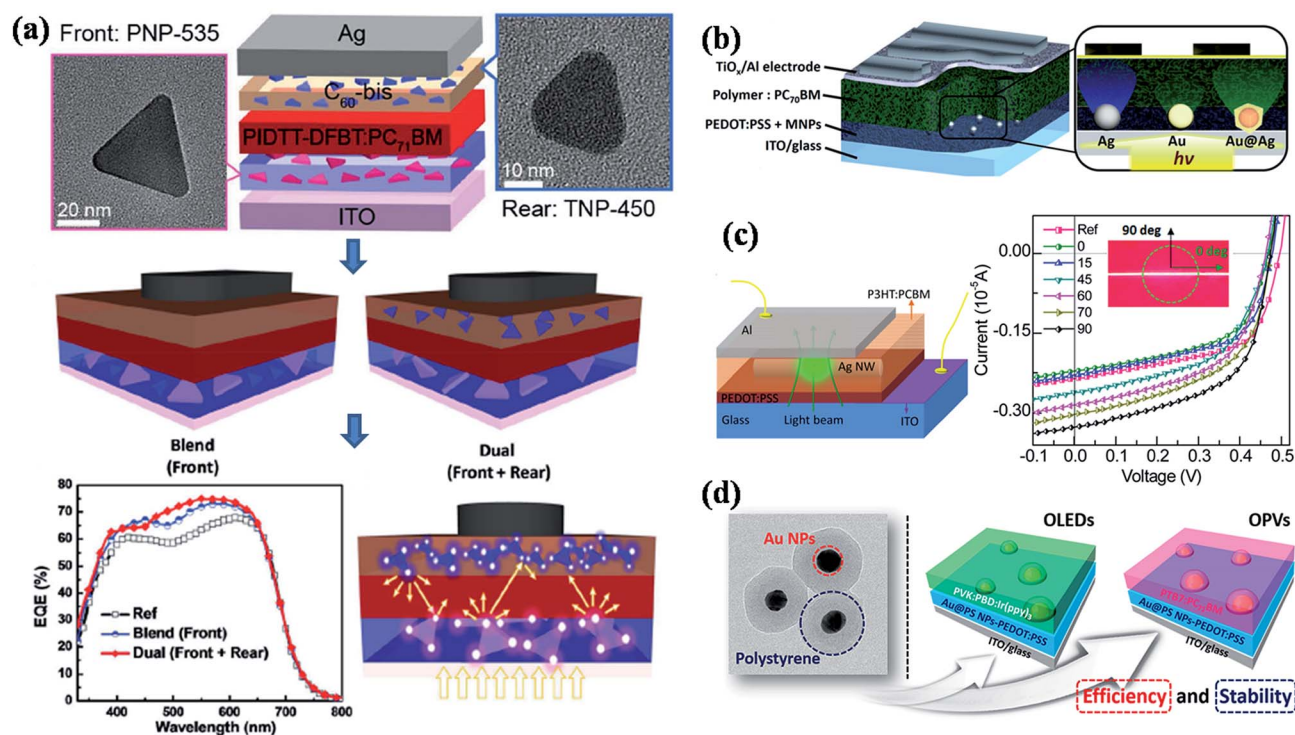 (a)
Front: PNP-535
20 nm
Ag
C60-bis
PIDTT-DFBT:PC71BM
ITO
10 nm
Rear: TNP-450
Blend
(Front)
Dual
(Front + Rear)
EQE (%)
80
70
60
50
40
30
20
10
0
Ref
Blend (Front)
Dual (Front + Rear)
400 500 600 700 800
Wavelength (nm)
(b)
TiOx/Al electrode
Polymer : PC70BM
PEDOT:PSS + MNPs
ITO/glass
Ag
Au
Au@Ag
hν
(c)
P3HT:PCBM
Al
Ag NW
PEDOT:PSS
Glass
Light beam
ITO
Current (10-5A)
0.00
-0.15
-0.30
Ref
0
15
45
60
70
90
90 deg
0 deg
-0.1 0.0 0.1 0.2 0.3 0.4 0.5
Voltage (V)
(d)
Au NPs
Polystyrene
OLEDs
PVK:PBD:Ir(ppy)3
Au@PS NPs-PEDOT:PSS
ITO/glass
OPVs
PTB7:PC71BM
Au@PS NPs-PEDOT:PSS
ITO/glass
Efficiency and Stability